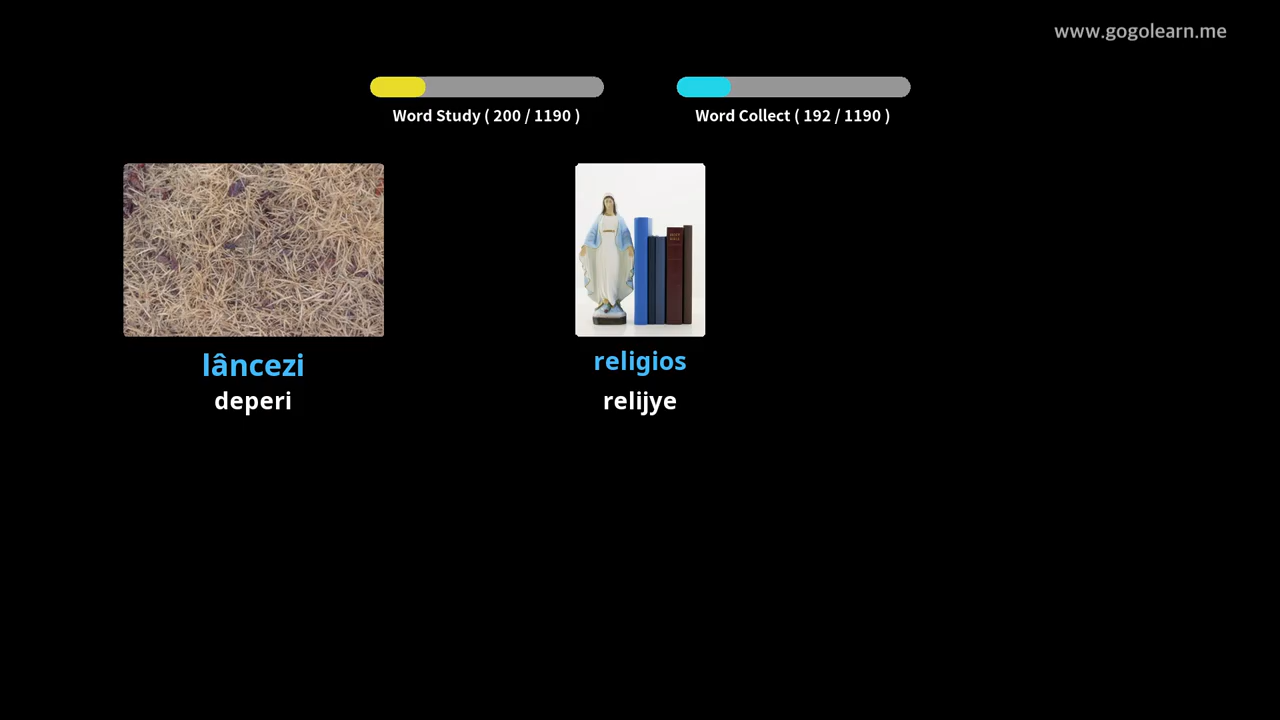 www.gogolearn.me
Word Study ( 200 / 1190 )
Word Collect ( 192 / 1190 )
lâncezi
deperi
religios
relijye